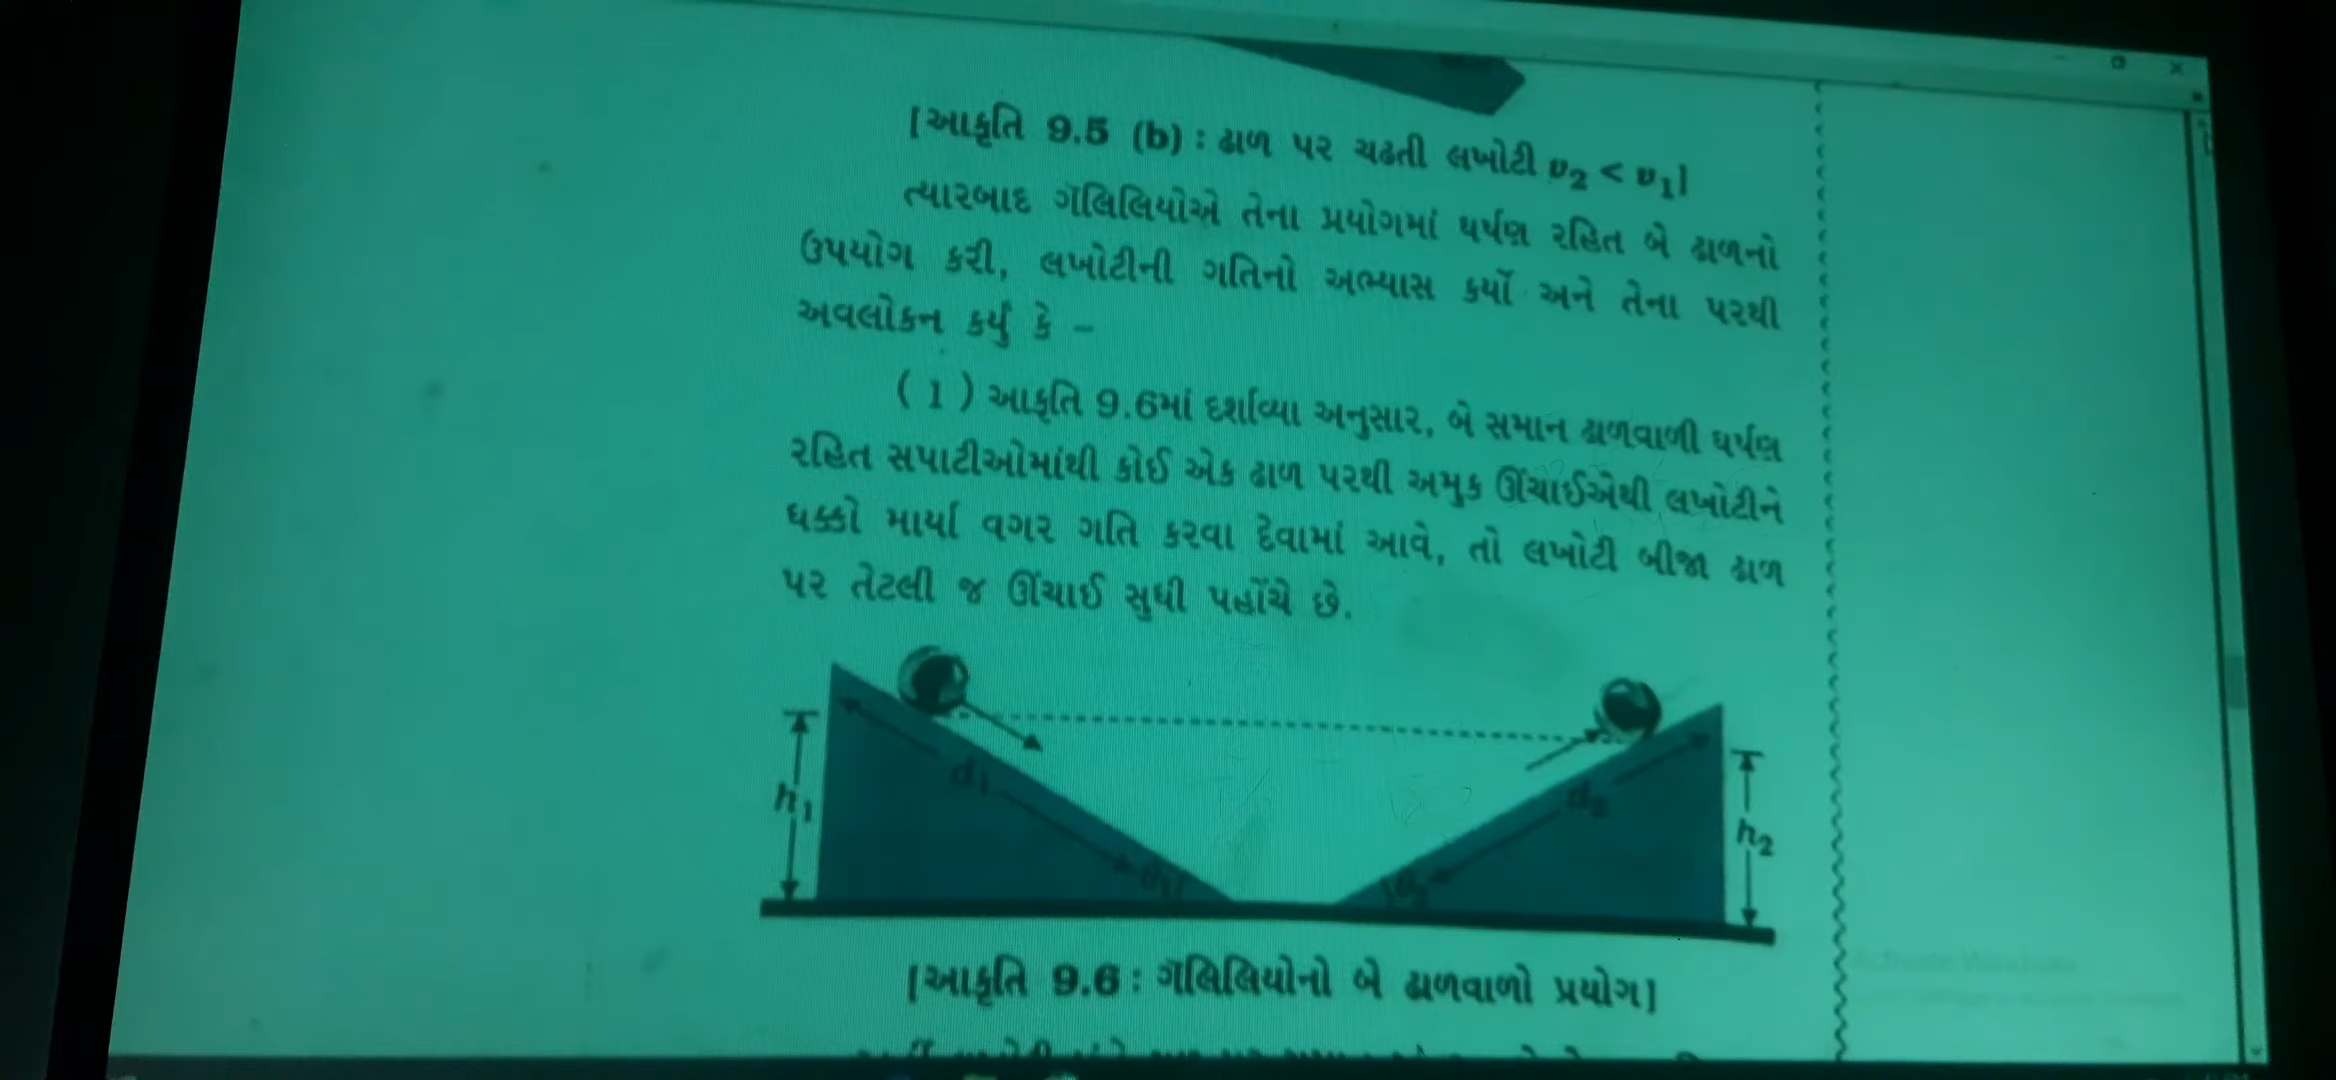 [આકૃતિ 9.5 (b) : ઢાળ પર ચઢતી લખોટી v₂ < v₁]
ત્યારબાદ ગૅલિલિયોએ તેના પ્રયોગમાં ઘર્ષણ રહિત બે ઢાળનો
ઉપયોગ કરી, લખોટીની ગતિનો અભ્યાસ કર્યો અને તેના પરથી
અવલોકન કર્યું કે –
( 1 ) આકૃતિ 9.6માં દર્શાવ્યા અનુસાર, બે સમાન ઢાળવાળી ઘર્ષણ
રહિત સપાટીઓમાંથી કોઈ એક ઢાળ પરથી અમુક ઊંચાઈએથી લખોટીને
ધક્કો માર્યા વગર ગતિ કરવા દેવામાં આવે, તો લખોટી બીજા ઢાળ
પર તેટલી જ ઊંચાઈ સુધી પહોંચે છે.
h₁
d₁
θ₁
θ₂
d₂
h₂
[આકૃતિ 9.6 : ગૅલિલિયોનો બે ઢાળવાળો પ્રયોગ]